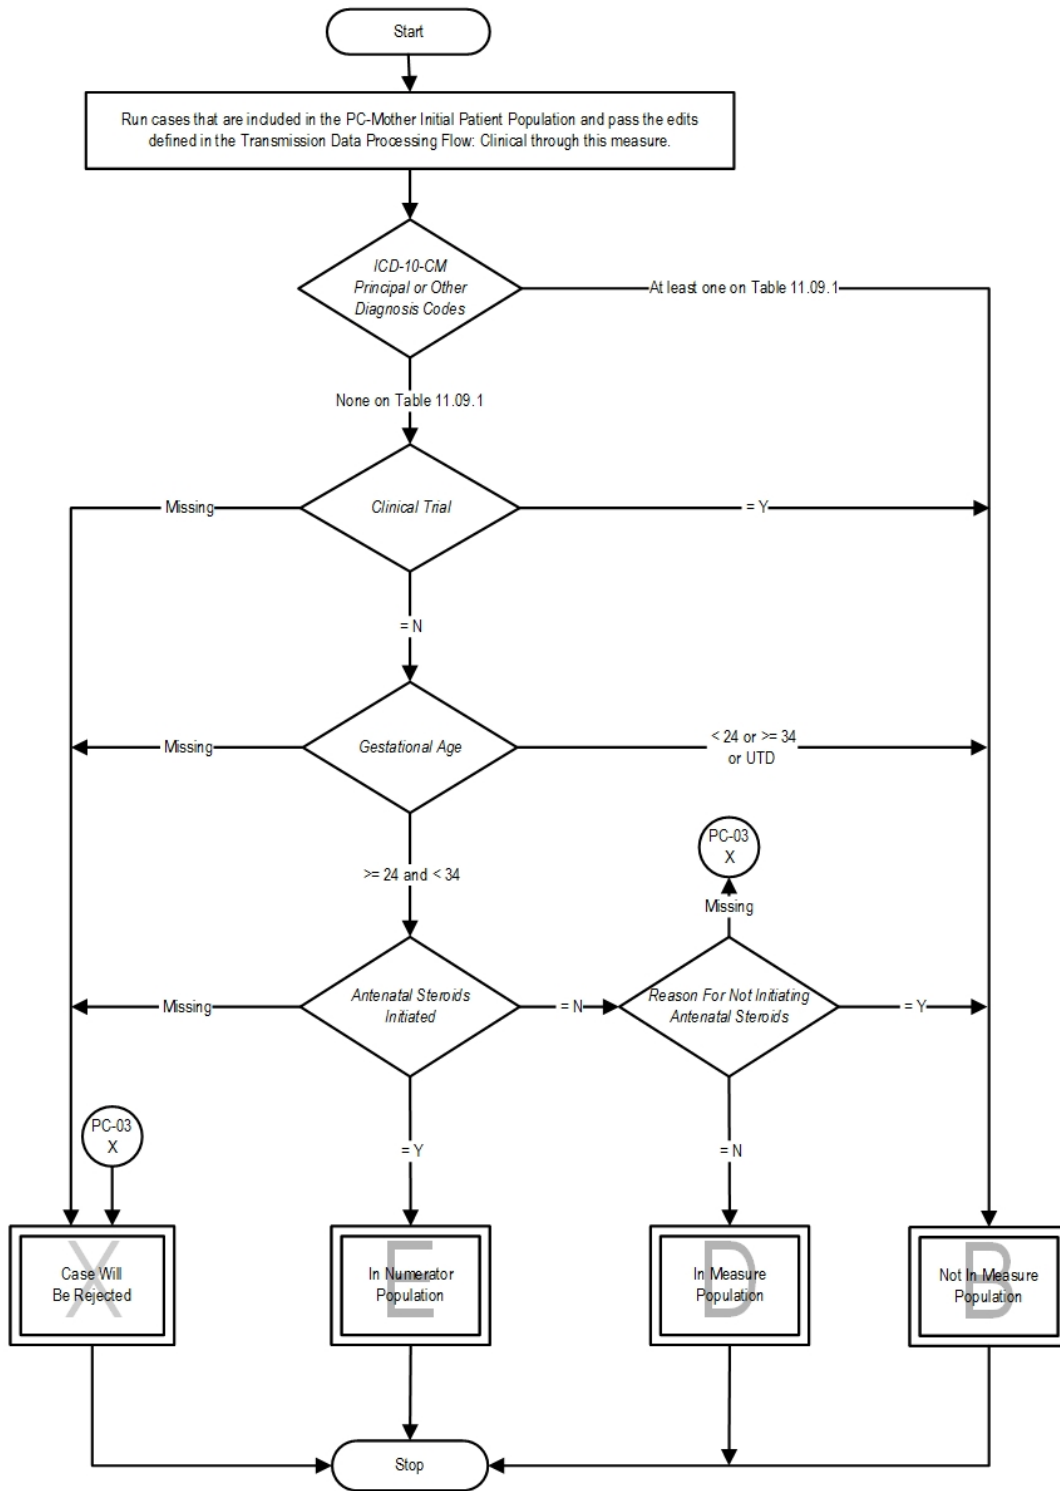 Start
Run cases that are included in the PC-Mother Initial Patient Population and pass the edits
defined in the Transmission Data Processing Flow: Clinical through this measure.
ICD-10-CM
Principal or Other
Diagnosis Codes
At least one on Table 11.09.1
None on Table 11.09.1
Missing
Clinical Trial
= Y
= N
Missing
Gestational Age
< 24 or >= 34
or UTD
>= 24 and < 34
PC-03
X
Missing
Missing
Antenatal Steroids
Initiated
= N
Reason For Not Initiating
Antenatal Steroids
= Y
PC-03
X
= Y
= N
X
Case Will
Be Rejected
E
In Numerator
Population
D
In Measure
Population
B
Not In Measure
Population
Stop